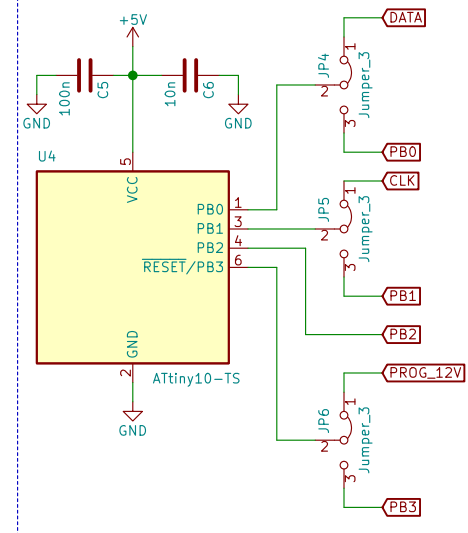 +5V
DATA
1
JP4
2
Jumper_3
3
100n
C5
10n
C6
GND
GND
PB0
U4
5
VCC
CLK
1
JP5
2
Jumper_3
3
PB0
1
PB1
3
PB2
4
RESET/PB3
6
PB1
PB2
GND
2
ATtiny10-TS
GND
PROG_12V
1
JP6
2
Jumper_3
3
PB3